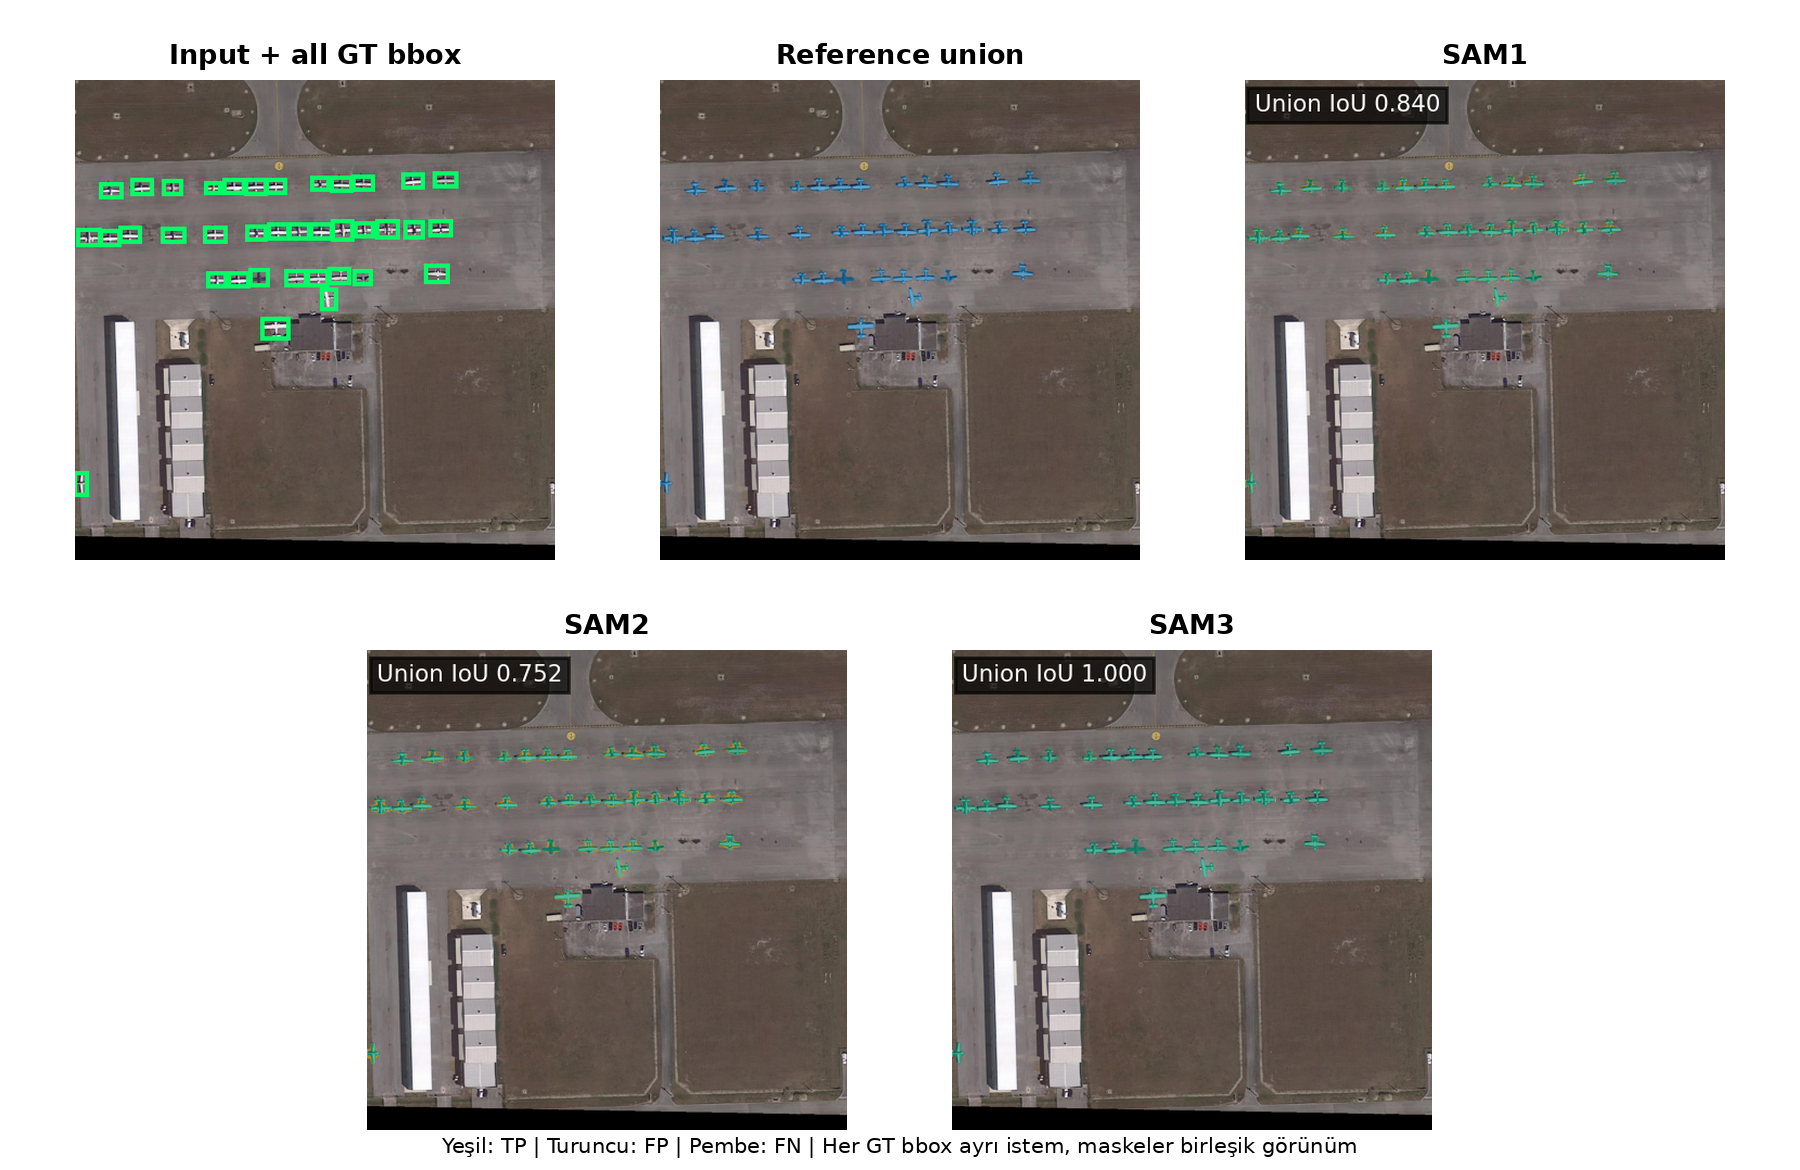 Input + all GT bbox
Reference union
SAM1
Union IoU 0.840
SAM2
SAM3
Union IoU 0.752
Union IoU 1.000
Yeşil: TP | Turuncu: FP | Pembe: FN | Her GT bbox ayrı istem, maskeler birleşik görünüm